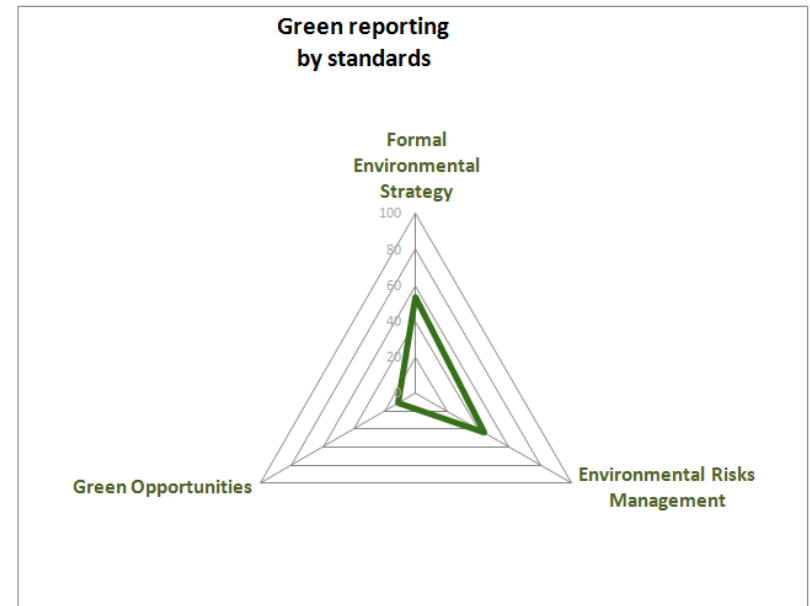 Green reporting
by standards
Formal
Environmental
Strategy
100
80
60
40
20
0
Green Opportunities
Environmental Risks
Management